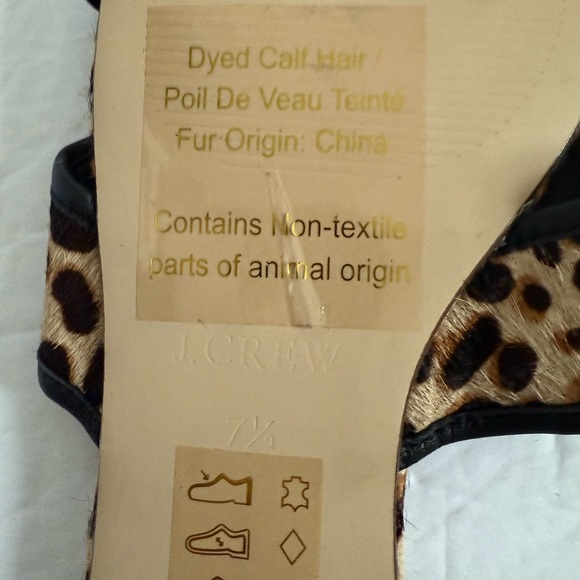 Dyed Calf Hair /
Poil De Veau Teinté
Fur Origin: China
Contains Non-textile
parts of animal origin
J.CREW
7½